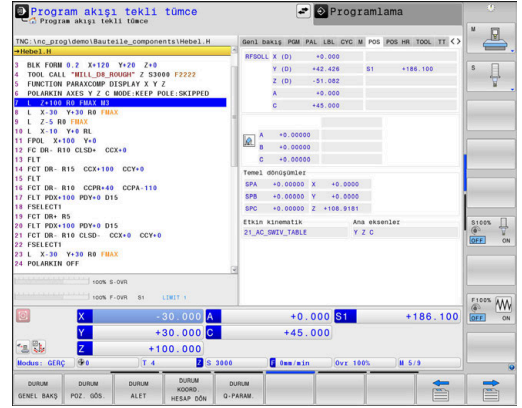 Program akışı tekli tümce
Program akışı tekli tümce
Programlama
TNC:\nc_prog\demo\Bauteile_components\Hebel.H
→Hebel.H
3 BLK FORM 0.2 X+120 Y+20 Z+0
4 TOOL CALL "MILL_D8_ROUGH" Z S3000 F2222
5 FUNCTION PARAXCOMP DISPLAY X Y Z
6 POLARKIN AXES Y Z C MODE:KEEP POLE:SKIPPED
7 L Z+100 R0 FMAX M3
8 L X-30 Y+30 R0 FMAX
9 L Z-5 R0 FMAX
10 L X-10 Y+0 RL
11 FPOL X+100 Y+0
12 FC DR- R10 CLSD+ CCX+0
13 FLT
14 FCT DR- R15 CCX+100 CCY+0
15 FLT
16 FCT DR- R10 CCPR+40 CCPA-110
17 FLT PDX+100 PDY+0 D15
18 FSELECT1
19 FCT DR+ R5
20 FLT PDX+100 PDY+0 D15
21 FCT DR- R10 CLSD- CCX+0 CCY+0
22 FSELECT1
23 L X-30 Y+30 R0 FMAX
24 POLARKIN OFF
100% S-OVR
100% F-OVR S1 LIMIT 1
Genl bakış PGM PAL LBL CYC M POS POS HR TOOL TT
RFSOLL X (D) +0.000
Y (D) +42.426 S1 +186.100
Z (D) -51.082
A +0.000
C +45.000
A +0.00000
B +0.00000
C +0.00000
Temel dönüşümler
SPA +0.00000 X +0.0000
SPB +0.00000 Y +0.0000
SPC +0.00000 Z +108.9181
Etkin kinematik Ana eksenler
21_AC_SWIV_TABLE Y Z C
X -30.000 A +0.000 S1 +186.100
Y +30.000 C +45.000
Z +100.000
Modus: GERÇ 0 T 4 Z S 3000 F 0mm/min Ovr 100% M 5/9
DURUM GENEL BAKŞ
DURUM POZ. GÖS.
DURUM ALET
DURUM KOORD. HESAP DÖN
DURUM Q-PARAM.
M
S
S100%
OFF ON
F100%
OFF ON